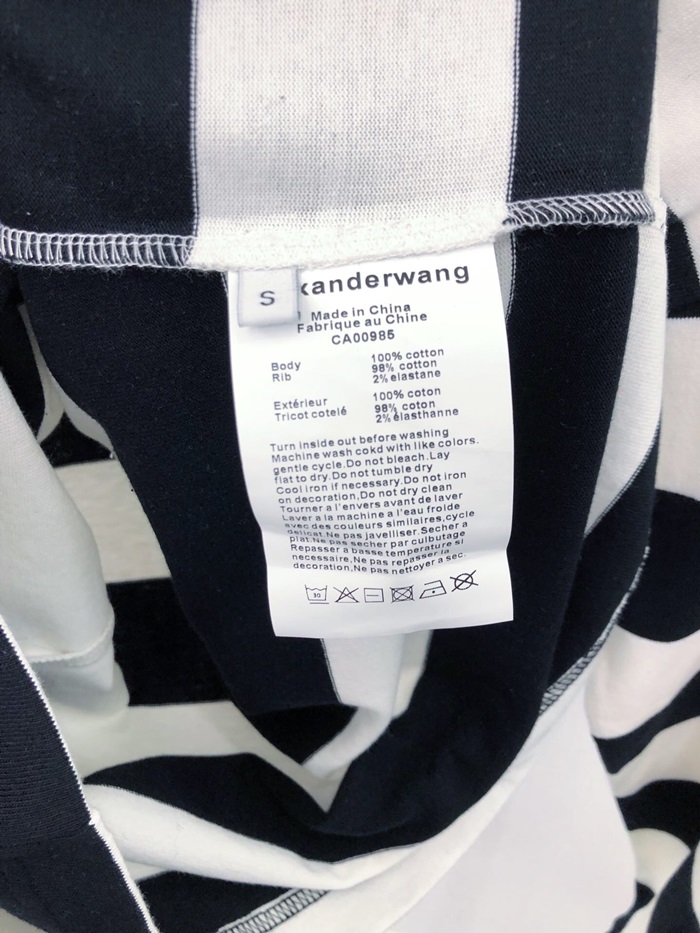 S
xanderwang
Made in China
Fabrique au Chine
CA00985
Body 100% cotton
Rib 98% cotton
2% elastane
Extérieur 100% coton
Tricot cotelé 98% coton
2% élasthanne
Turn inside out before washing
Machine wash cokd with like colors.
gentle cycle.Do not bleach.Lay
flat to dry.Do not tumble dry
Cool iron if necessary.Do not iron
on decoration,Do not dry clean
Tourner a l'envers avant de laver
Laver a la machine a l'eau froide
avec des couleurs similaires,cycle
delicat.Ne pas javelliser.Secher a
plat.Ne pas secher par culbutage
Repasser a basse temperature si
necessaire,Ne pas repasser la
decoration,Ne pas nettoyer a sec.
30